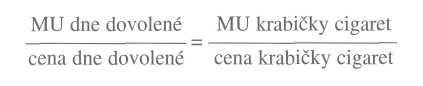 MU dne dovolené = MU krabičky cigaret
cena dne dovolené cena krabičky cigaret